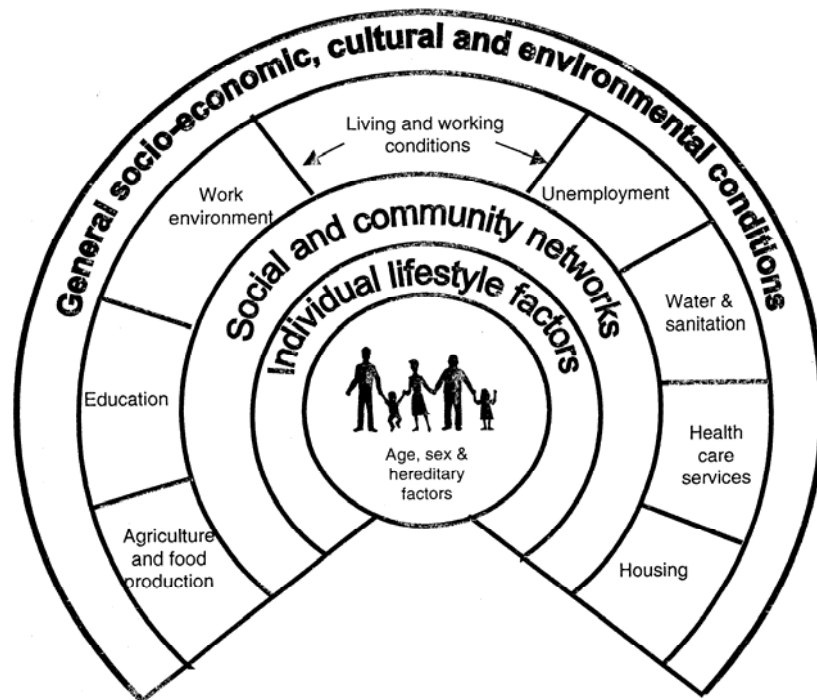 General socio-economic, cultural and environmental conditions
Living and working
conditions
Work
environment
Unemployment
Social and community networks
Individual lifestyle factors
Water &
sanitation
Education
Health
care
services
Age, sex &
hereditary
factors
Agriculture
and food
production
Housing